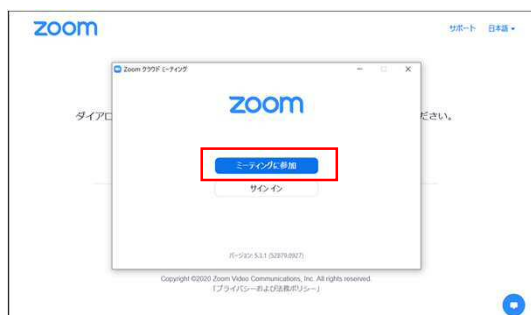 zoom
サポート 日本語
Zoom クラウド ミーティング
zoom
ダイアロ
ださい。
ミーティングに参加
サイン イン
バージョン: 5.3.1 (52879.0927)
Copyright ©2020 Zoom Video Communications, Inc. All rights reserved.
「プライバシーおよび法務ポリシー」